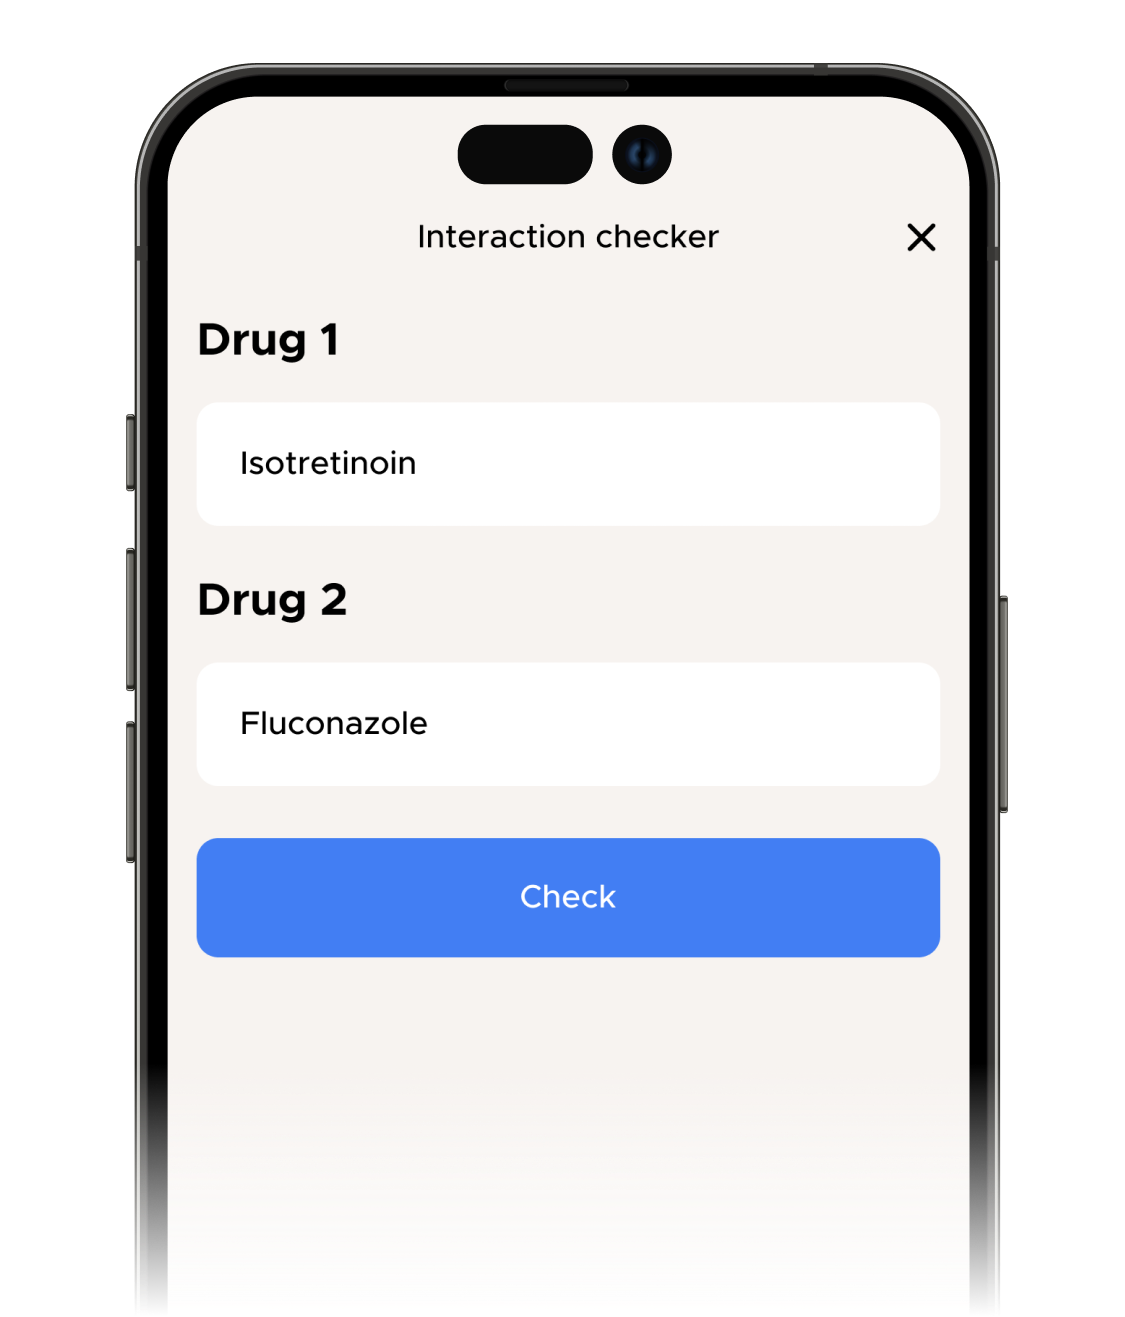 Interaction checker
Drug 1
Isotretinoin
Drug 2
Fluconazole
Check